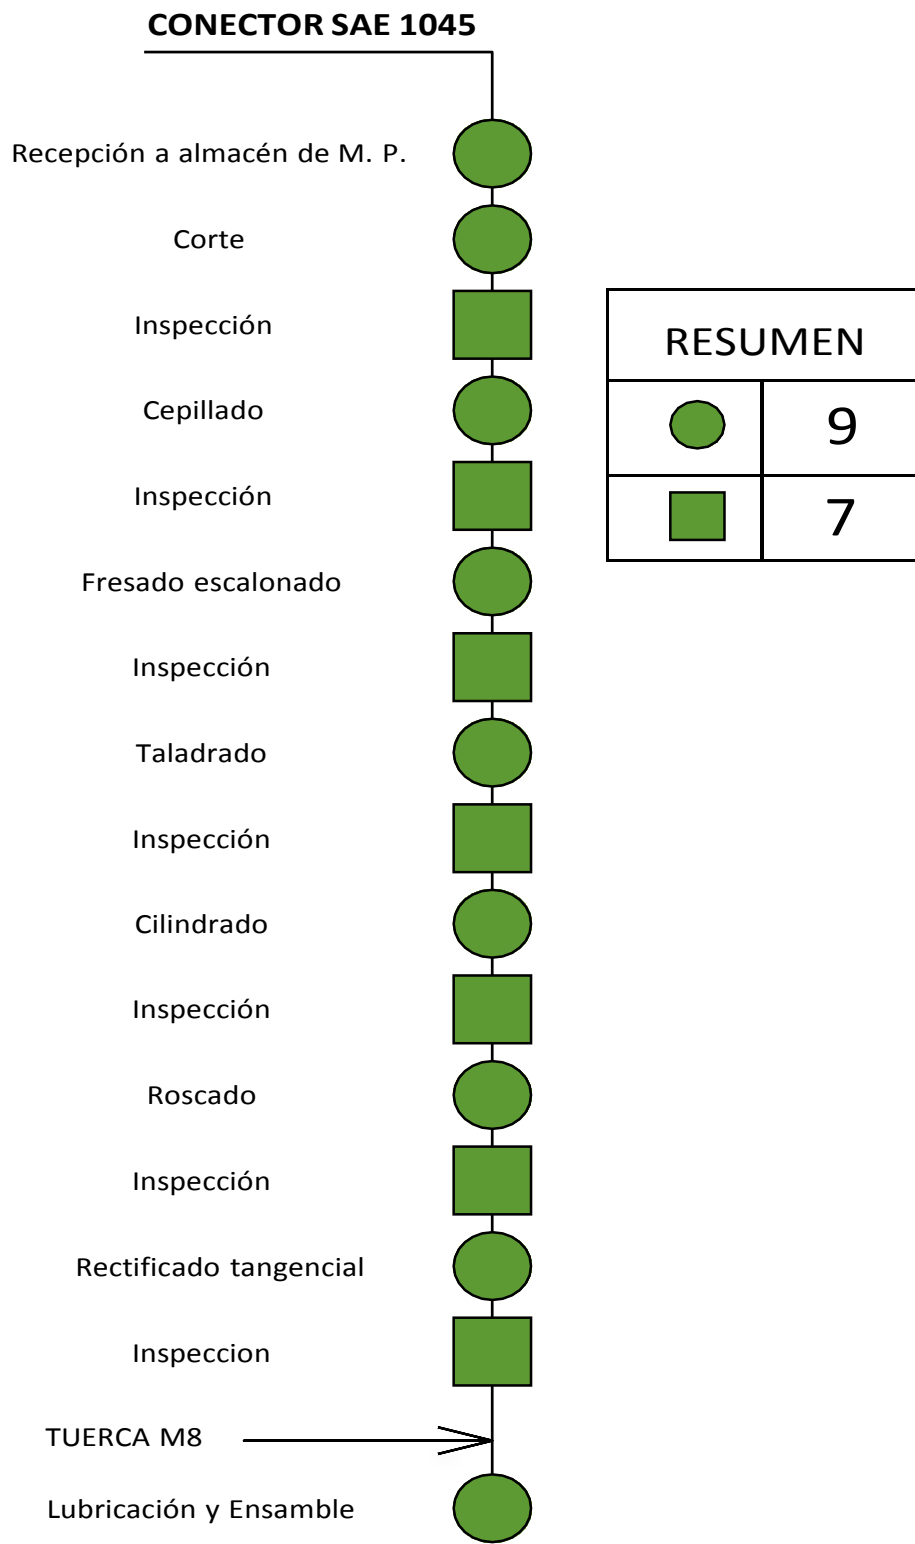 CONECTOR SAE 1045
Recepción a almacén de M. P.
Corte
Inspección
Cepillado
Inspección
Fresado escalonado
Inspección
Taladrado
Inspección
Cilindrado
Inspección
Roscado
Inspección
Rectificado tangencial
Inspeccion
TUERCA M8
Lubricación y Ensamble
RESUMEN
9
7